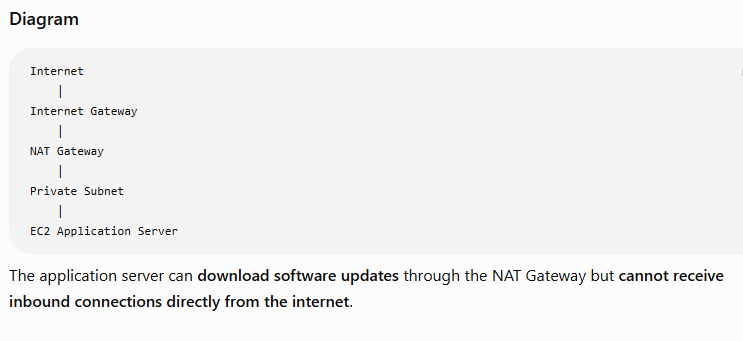 Diagram
Internet
|
Internet Gateway
|
NAT Gateway
|
Private Subnet
|
EC2 Application Server
The application server can download software updates through the NAT Gateway but cannot receive
inbound connections directly from the internet.